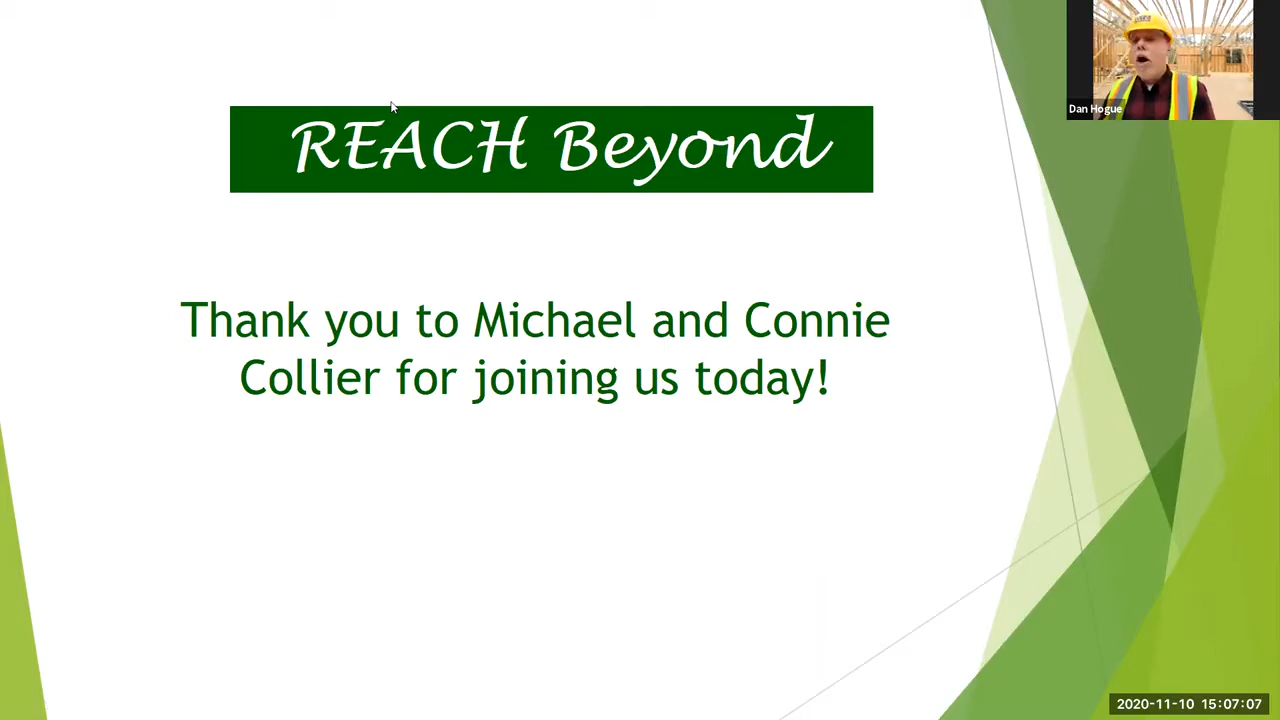 REACH Beyond
Dan Hogue
Thank you to Michael and Connie
Collier for joining us today!
2020-11-10 15:07:07